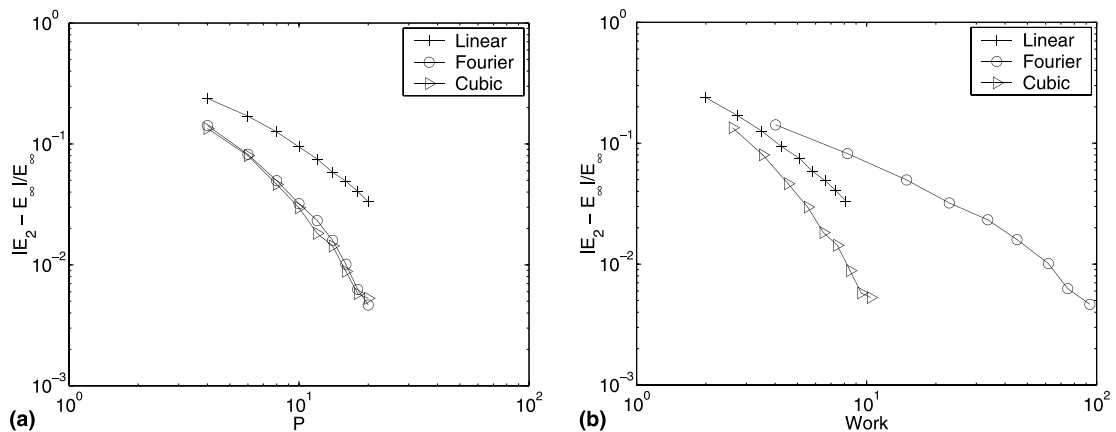 10^0
10^-1
10^-2
10^-3
|E_2 − E_∞|/E_∞
10^0
10^1
10^2
P
Linear
Fourier
Cubic
(a)
10^0
10^-1
10^-2
10^-3
|E_2 − E_∞|/E_∞
10^0
10^1
10^2
Work
Linear
Fourier
Cubic
(b)